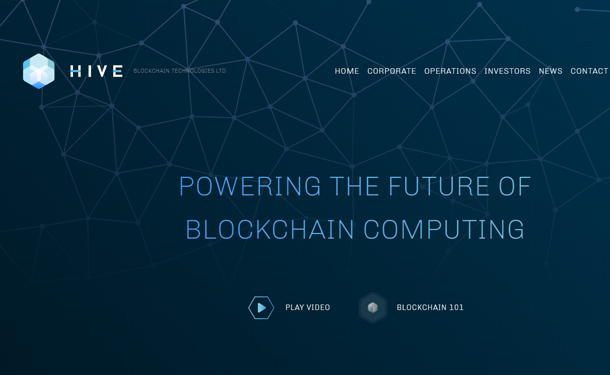 HIVE BLOCKCHAIN TECHNOLOGIES LTD
HOME CORPORATE OPERATIONS INVESTORS NEWS CONTACT
POWERING THE FUTURE OF
BLOCKCHAIN COMPUTING
PLAY VIDEO BLOCKCHAIN 101